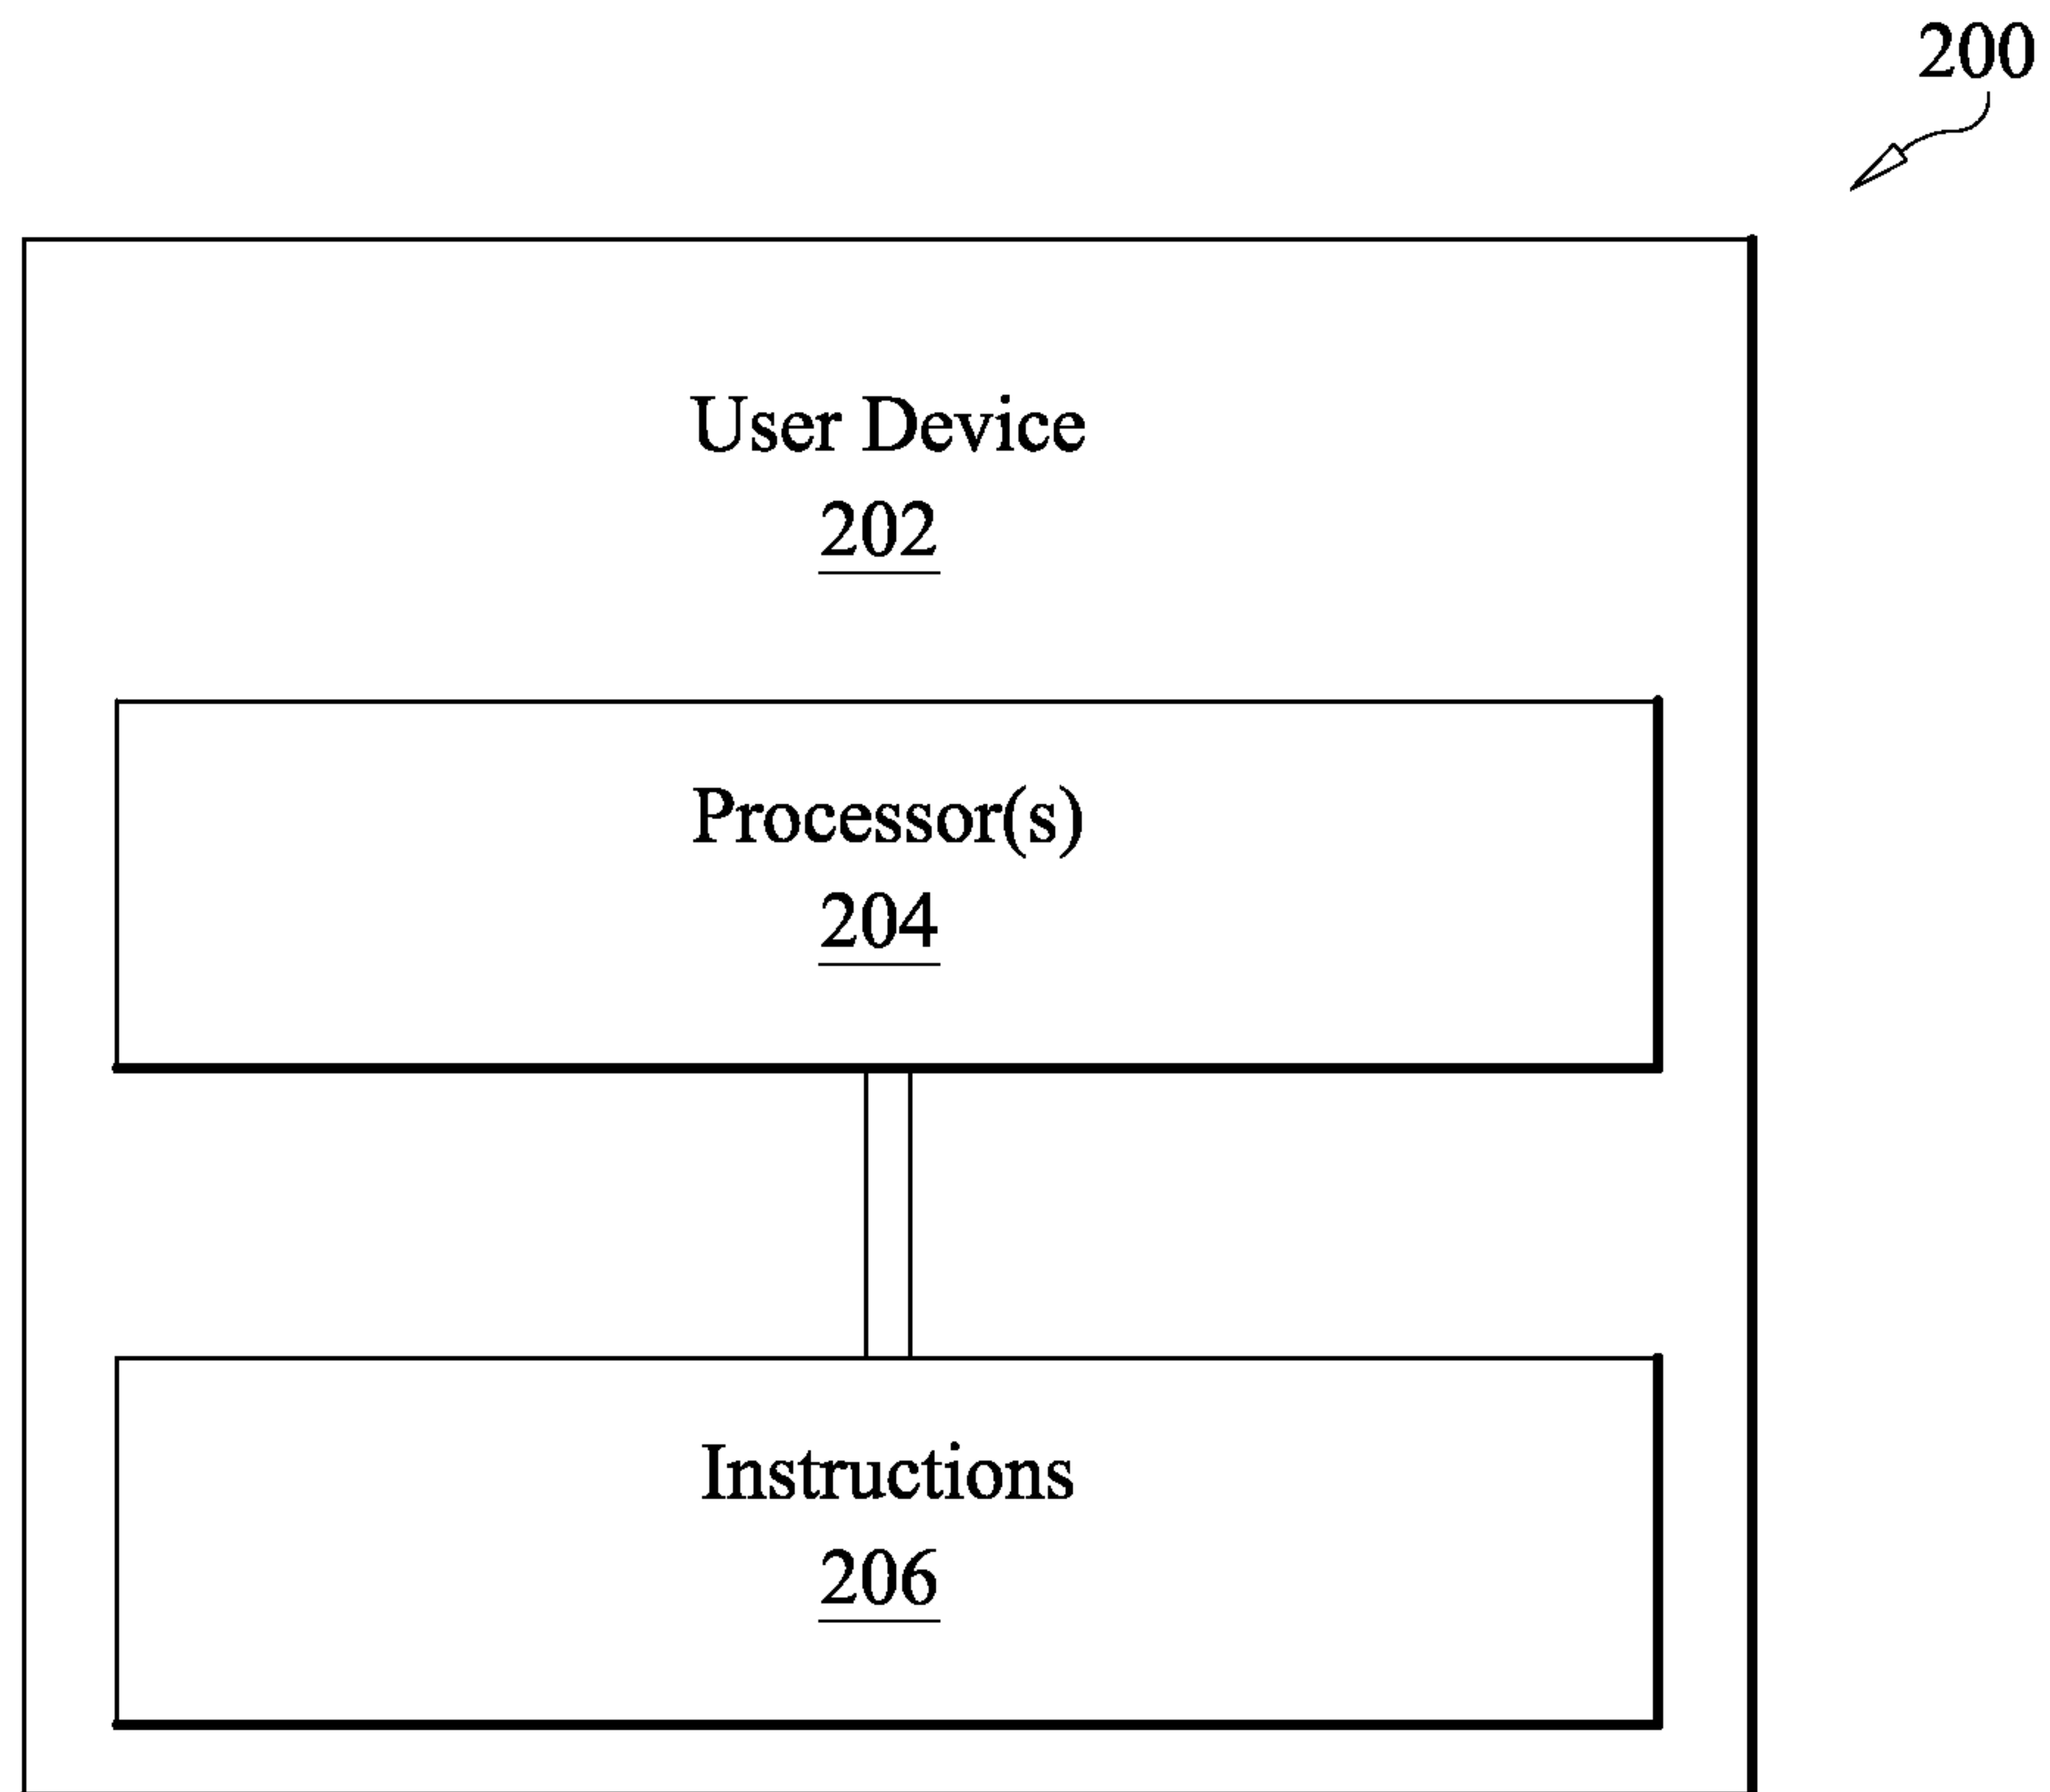 200
User Device
202
Processor(s)
204
Instructions
206